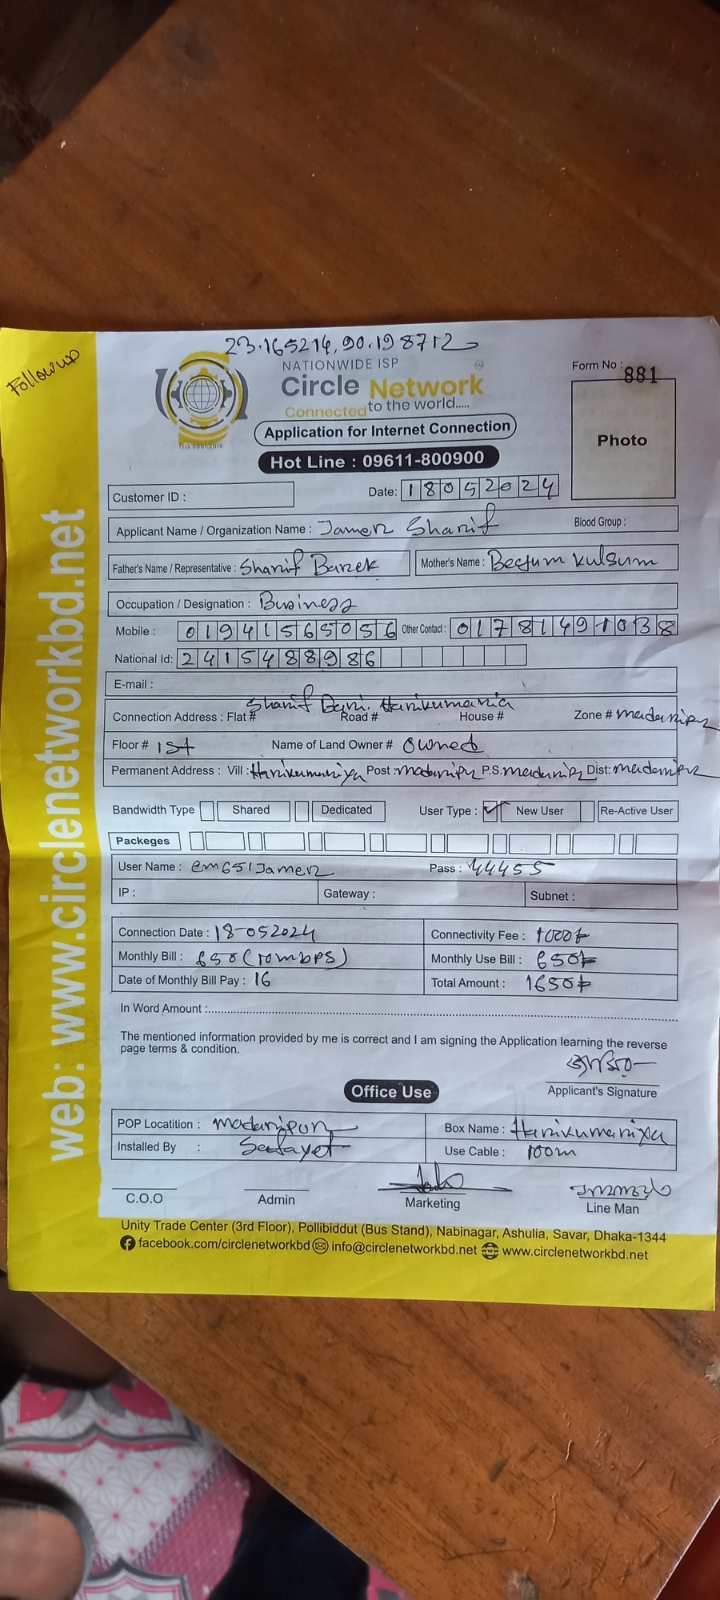 Followup
23.165214, 90.198712
NATIONWIDE ISP
Circle Network
Connected to the world.....
Form No : 881
Application for Internet Connection
Photo
Hot Line : 09611-800900
Customer ID :
Date: 18052024
Applicant Name / Organization Name : Jamer Sharif
Blood Group :
Father's Name / Representative : Sharif Barek
Mother's Name : Begum Kulsum
Occupation / Designation : Business
Mobile : 01941565056 Other Contact : 01781491038
National Id: 2415488986
E-mail :
Connection Address : Flat # Sharif Bari, Harikumaria Road # House # Zone # madaripur
Floor # 1st Name of Land Owner # Owned
Permanent Address : Vill : Harikumariya Post : madaripur P.S. madaripur Dist: madaripur
Bandwidth Type Shared Dedicated User Type : ✓ New User Re-Active User
Packeges
User Name : em651Jamer Pass : 44455
IP : Gateway : Subnet :
Connection Date : 18-052024 Connectivity Fee : 1000৳
Monthly Bill : 650 (10mbps) Monthly Use Bill : 650৳
Date of Monthly Bill Pay : 16 Total Amount : 1650৳
In Word Amount :
The mentioned information provided by me is correct and I am signing the Application learning the reverse
page terms & condition.
Applicant's Signature
Office Use
POP Locatition : madaripur Box Name : Harikumariya
Installed By : Seafayet Use Cable : 100m
C.O.O Admin Marketing Line Man
Unity Trade Center (3rd Floor), Pollibiddut (Bus Stand), Nabinagar, Ashulia, Savar, Dhaka-1344
facebook.com/circlenetworkbd info@circlenetworkbd.net www.circlenetworkbd.net
web: www.circlenetworkbd.net